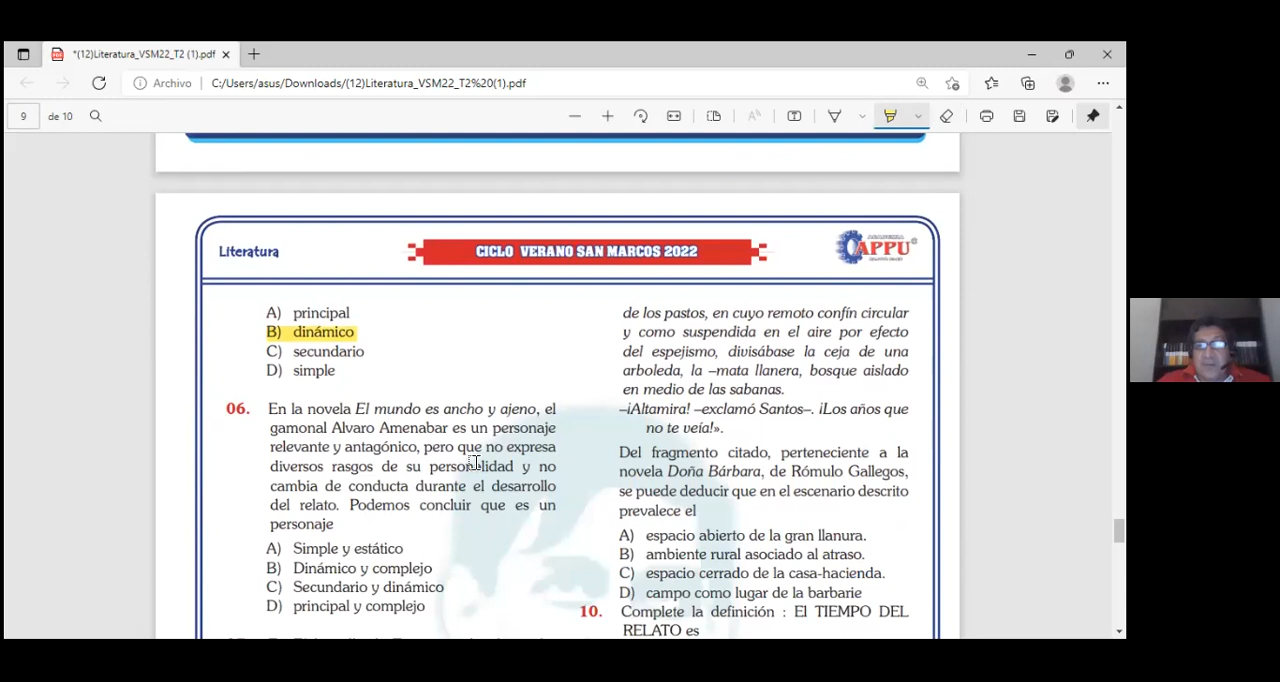 *(12)Literatura_VSM22_T2 (1).pdf
Archivo
C:/Users/asus/Downloads/(12)Literatura_VSM22_T2%20(1).pdf
9
de 10
Literatura
CICLO VERANO SAN MARCOS 2022
ACADEMIA
APPU
A) principal
B) dinámico
C) secundario
D) simple
06. En la novela El mundo es ancho y ajeno, el
gamonal Alvaro Amenabar es un personaje
relevante y antagónico, pero que no expresa
diversos rasgos de su personalidad y no
cambia de conducta durante el desarrollo
del relato. Podemos concluir que es un
personaje
A) Simple y estático
B) Dinámico y complejo
C) Secundario y dinámico
D) principal y complejo
de los pastos, en cuyo remoto confín circular
y como suspendida en el aire por efecto
del espejismo, divisábase la ceja de una
arboleda, la –mata llanera, bosque aislado
en medio de las sabanas.
–¡Altamira! –exclamó Santos–. ¡Los años que
no te veía!».
Del fragmento citado, perteneciente a la
novela Doña Bárbara, de Rómulo Gallegos,
se puede deducir que en el escenario descrito
prevalece el
A) espacio abierto de la gran llanura.
B) ambiente rural asociado al atraso.
C) espacio cerrado de la casa-hacienda.
D) campo como lugar de la barbarie
10. Complete la definición : El TIEMPO DEL
RELATO es